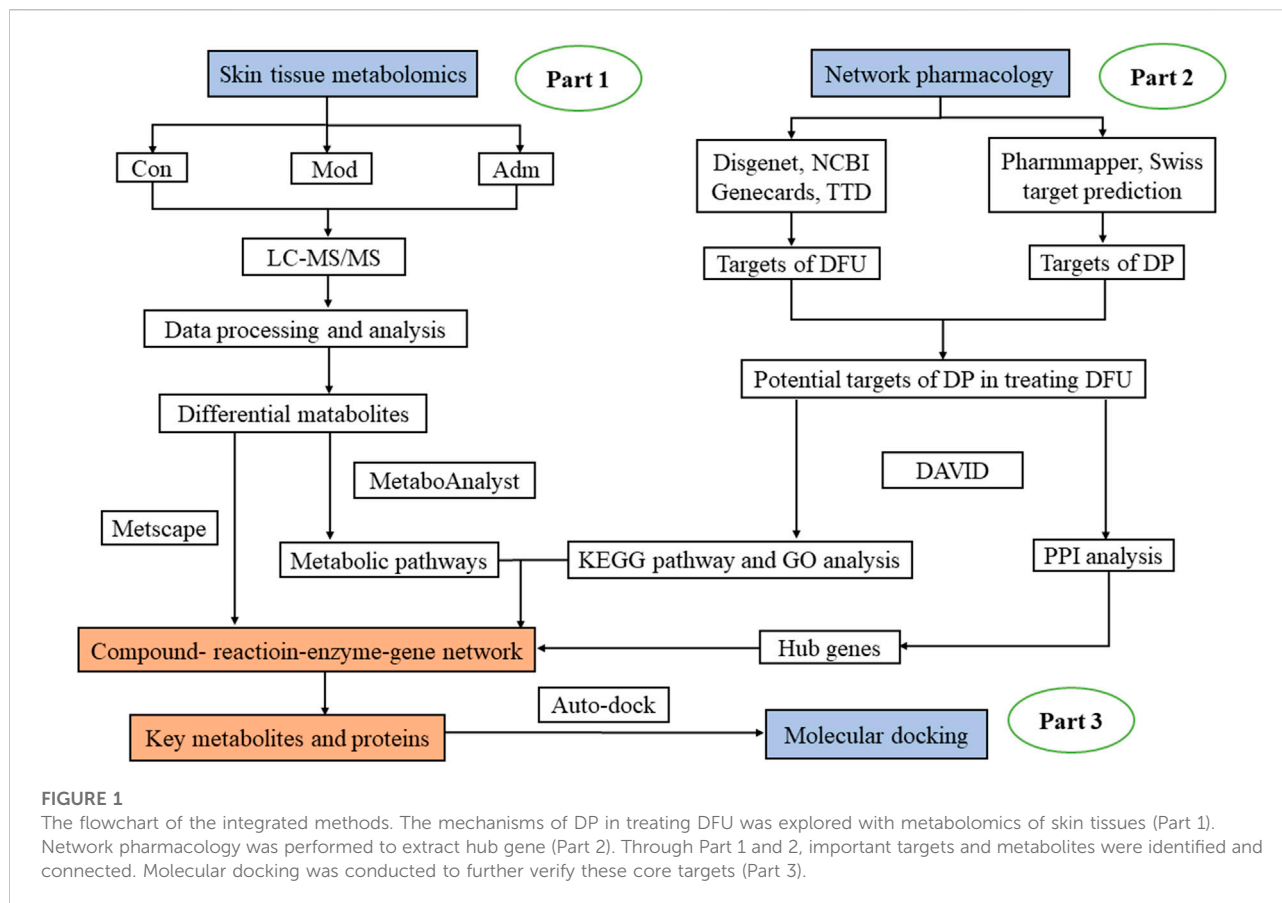 Skin tissue metabolomics
Part 1
Con
Mod
Adm
LC-MS/MS
Data processing and analysis
Differential matabolites
MetaboAnalyst
Metscape
Metabolic pathways
Network pharmacology
Part 2
Disgenet, NCBI
Genecards, TTD
Pharmmapper, Swiss
target prediction
Targets of DFU
Targets of DP
Potential targets of DP in treating DFU
DAVID
KEGG pathway and GO analysis
PPI analysis
Compound- reactioin-enzyme-gene network
Hub genes
Auto-dock
Part 3
Key metabolites and proteins
Molecular docking
FIGURE 1
The flowchart of the integrated methods. The mechanisms of DP in treating DFU was explored with metabolomics of skin tissues (Part 1).
Network pharmacology was performed to extract hub gene (Part 2). Through Part 1 and 2, important targets and metabolites were identified and
connected. Molecular docking was conducted to further verify these core targets (Part 3).